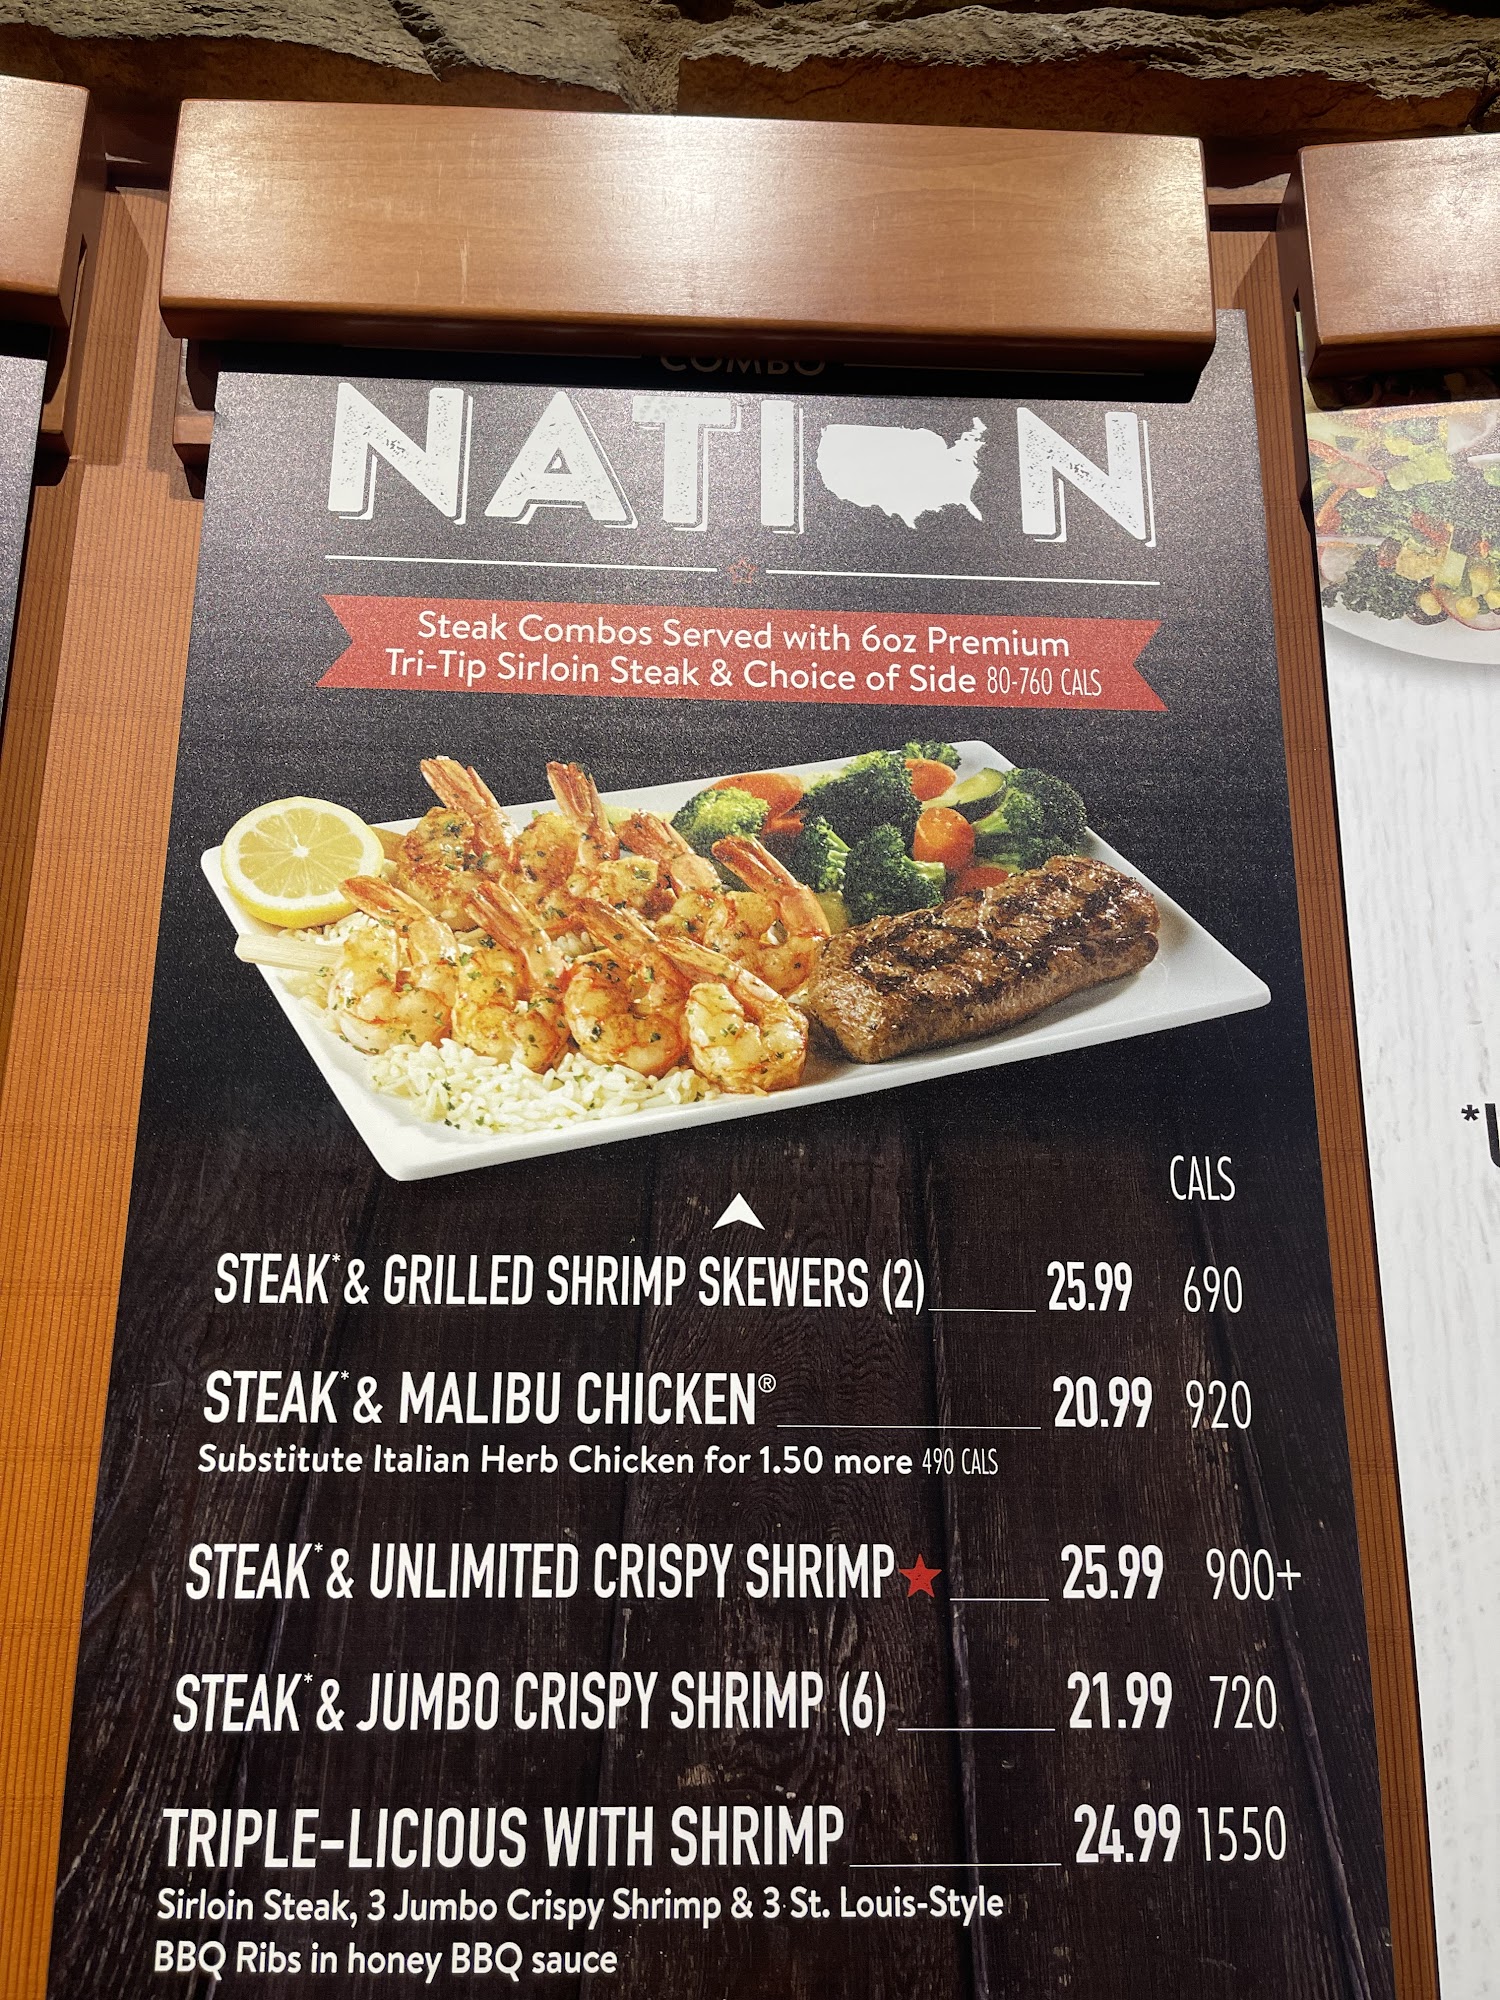 COMBO
NATION
Steak Combos Served with 6oz Premium
Tri-Tip Sirloin Steak & Choice of Side 80-760 CALS
CALS
STEAK* & GRILLED SHRIMP SKEWERS (2) 25.99 690
STEAK* & MALIBU CHICKEN® 20.99 920
Substitute Italian Herb Chicken for 1.50 more 490 CALS
STEAK* & UNLIMITED CRISPY SHRIMP★ 25.99 900+
STEAK* & JUMBO CRISPY SHRIMP (6) 21.99 720
TRIPLE-LICIOUS WITH SHRIMP 24.99 1550
Sirloin Steak, 3 Jumbo Crispy Shrimp & 3 St. Louis-Style
BBQ Ribs in honey BBQ sauce